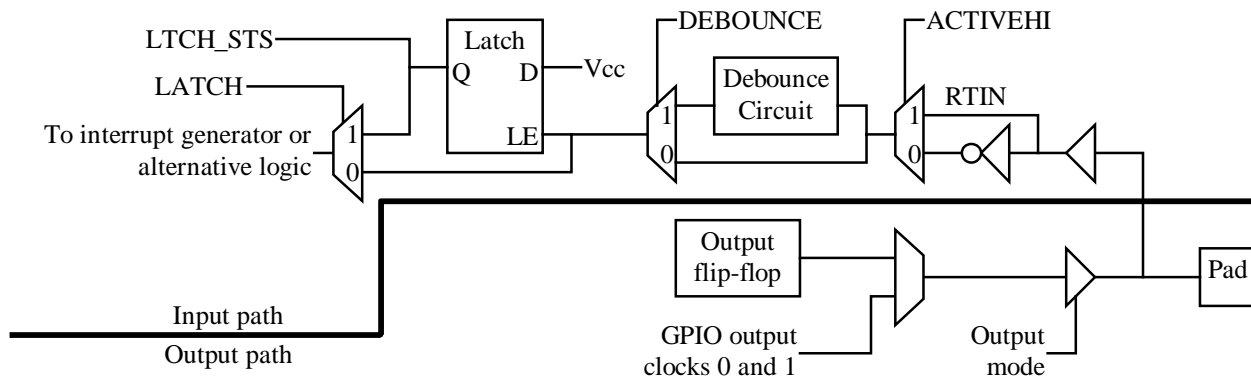 LTCH_STS
LATCH
To interrupt generator or
alternative logic
1
0
Latch
Q
D
LE
Vcc
DEBOUNCE
1
0
Debounce
Circuit
ACTIVEHI
1
0
RTIN
Output
flip-flop
GPIO output
clocks 0 and 1
Output
mode
Pad
Input path
Output path